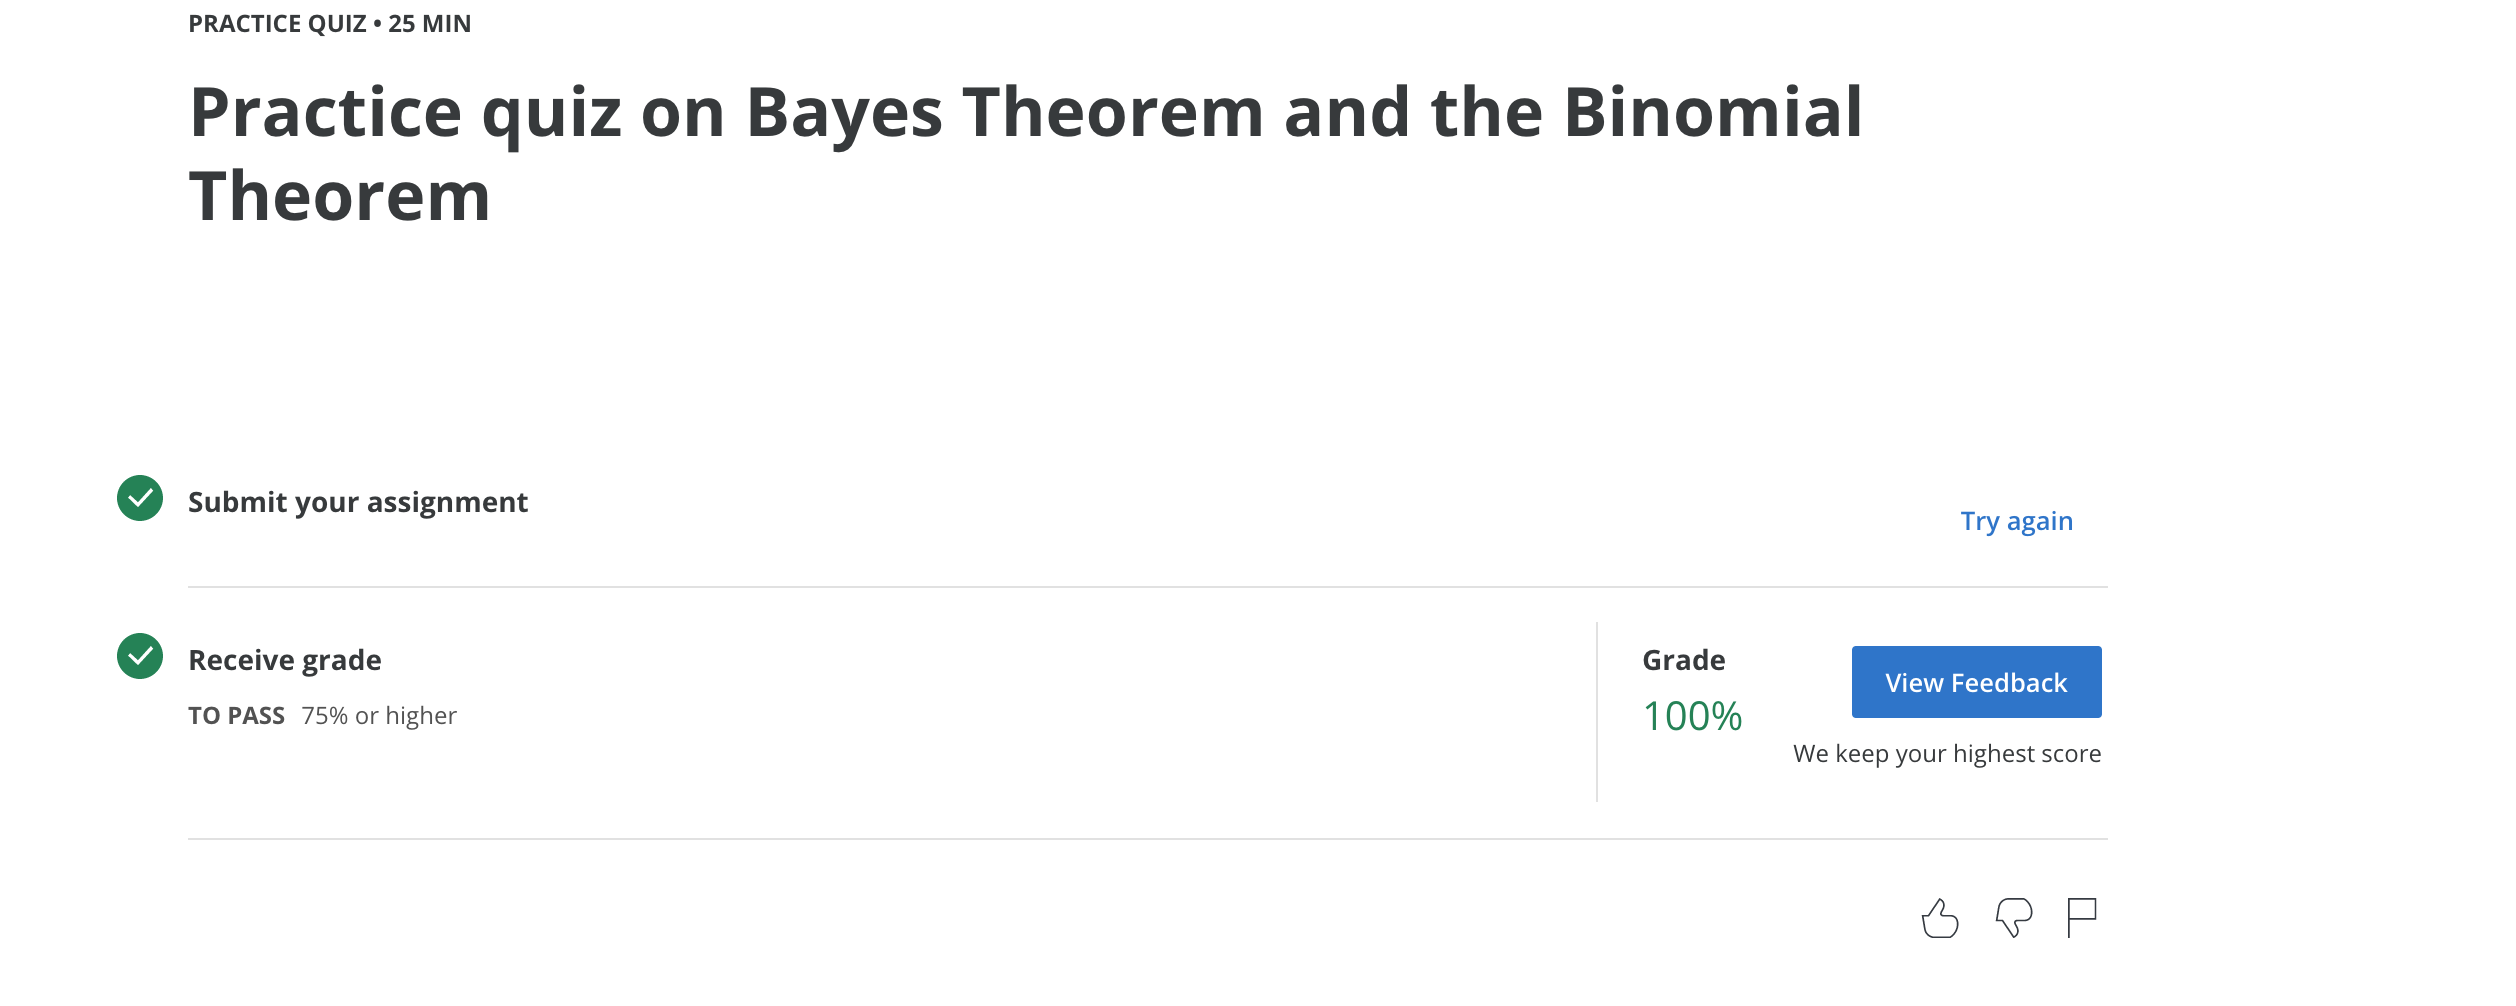 PRACTICE QUIZ • 25 MIN
Practice quiz on Bayes Theorem and the Binomial
Theorem
Submit your assignment
Try again
Receive grade
TO PASS 75% or higher
Grade
100%
View Feedback
We keep your highest score